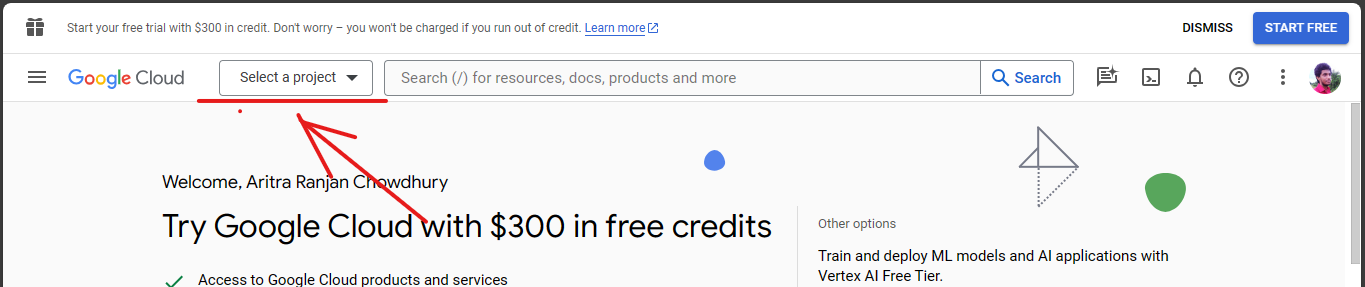 Start your free trial with $300 in credit. Don't worry – you won't be charged if you run out of credit. Learn more
DISMISS
START FREE
Google Cloud
Select a project
Search (/) for resources, docs, products and more
Search
Welcome, Aritra Ranjan Chowdhury
Try Google Cloud with $300 in free credits
Access to Google Cloud products and services
Other options
Train and deploy ML models and AI applications with
Vertex AI Free Tier.